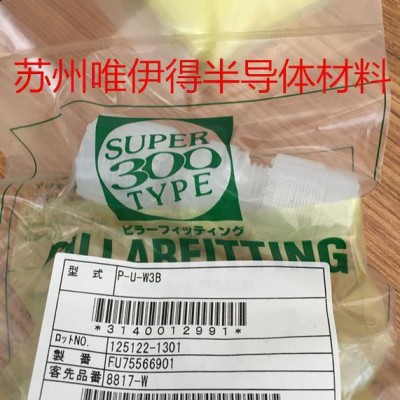 苏州唯伊得半导体材料
SUPER
300
TYPE
ピラーフィッティング
PILLARFITTING
型式 P-U-W3B
*3140012991*
ロットNO. 125122-1301
製番 FU75566901
客先品番 8817-W